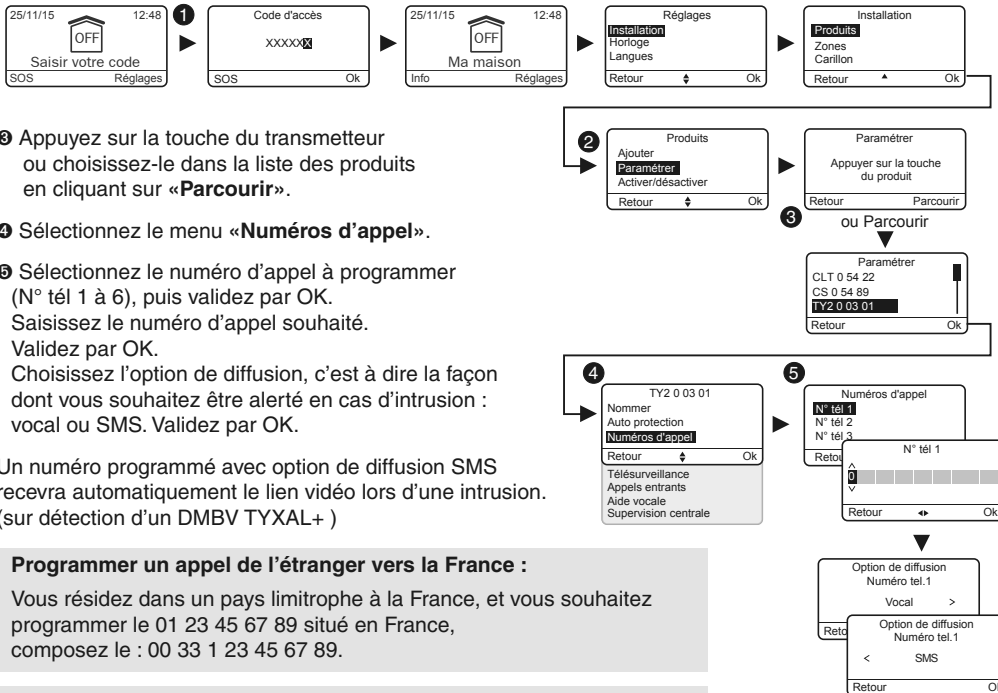 25/11/15 12:48
OFF
Saisir votre code
SOS Réglages
❶
Code d'accès
XXXXXX
SOS Ok
25/11/15 12:48
OFF
Ma maison
Info Réglages
Réglages
Installation
Horloge
Langues
Retour Ok
Installation
Produits
Zones
Carillon
Retour Ok
❸ Appuyez sur la touche du transmetteur
ou choisissez-le dans la liste des produits
en cliquant sur «Parcourir».
❹ Sélectionnez le menu «Numéros d'appel».
❺ Sélectionnez le numéro d'appel à programmer
(N° tél 1 à 6), puis validez par OK.
Saisissez le numéro d'appel souhaité.
Validez par OK.
Choisissez l'option de diffusion, c'est à dire la façon
dont vous souhaitez être alerté en cas d'intrusion :
vocal ou SMS. Validez par OK.
Un numéro programmé avec option de diffusion SMS
recevra automatiquement le lien vidéo lors d'une intrusion.
(sur détection d'un DMBV TYXAL+ )
Programmer un appel de l'étranger vers la France :
Vous résidez dans un pays limitrophe à la France, et vous souhaitez
programmer le 01 23 45 67 89 situé en France,
composez le : 00 33 1 23 45 67 89.
❷
Produits
Ajouter
Paramétrer
Activer/désactiver
Retour Ok
Paramétrer
Appuyer sur la touche
du produit
Retour Parcourir
❸
ou Parcourir
Paramétrer
CLT 0 54 22
CS 0 54 89
TY2 0 03 01
Retour Ok
❹
TY2 0 03 01
Nommer
Auto protection
Numéros d'appel
Retour Ok
Télésurveillance
Appels entrants
Aide vocale
Supervision centrale
❺
Numéros d'appel
N° tél 1
N° tél 2
N° tél 3
Retou
N° tél 1
0
Retour Ok
Option de diffusion
Numéro tel.1
Vocal >
Reto
Option de diffusion
Numéro tel.1
< SMS
Retour Ok